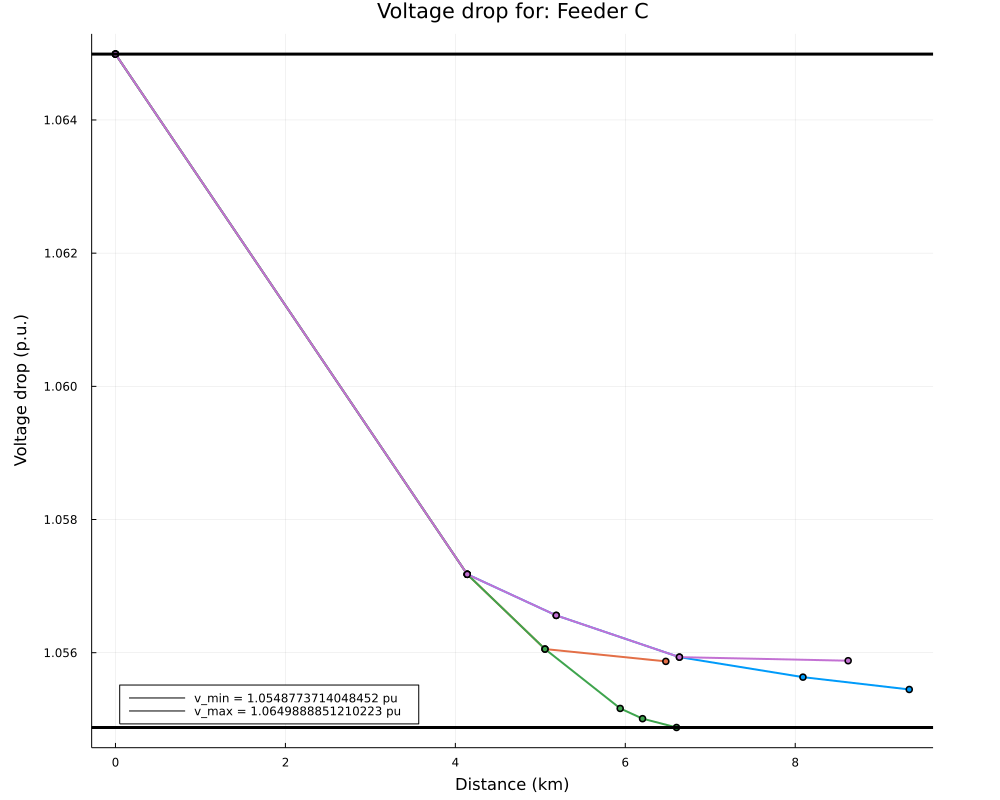 Voltage drop for: Feeder C
1.064
1.062
1.060
1.058
1.056
Voltage drop (p.u.)
v_min = 1.0548773714048452 pu
v_max = 1.0649888851210223 pu
0 2 4 6 8
Distance (km)